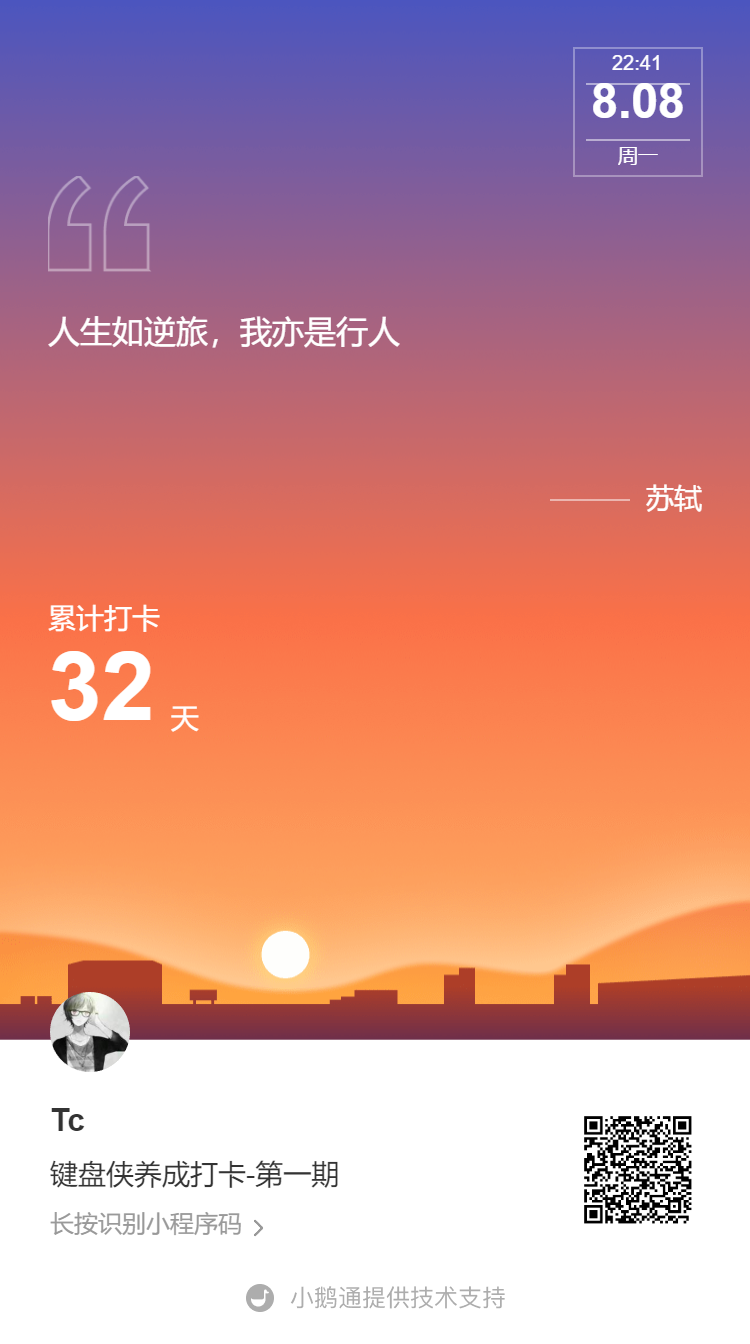 22:41
8.08
周一
人生如逆旅，我亦是行人
苏轼
累计打卡
32 天
Tc
键盘侠养成打卡-第一期
长按识别小程序码
小鹅通提供技术支持